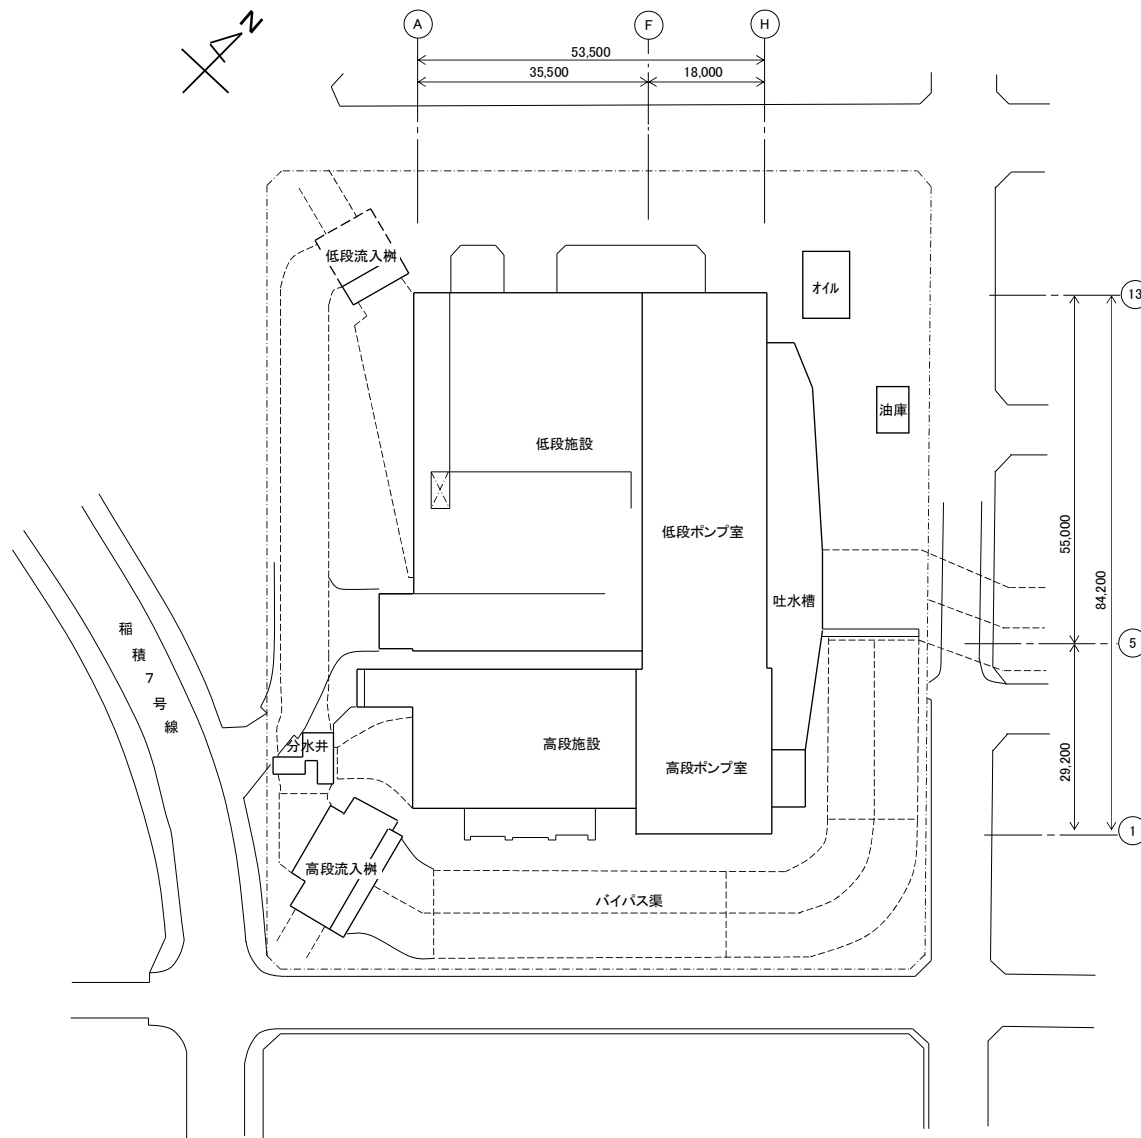 N
A
F
H
53,500
35,500
18,000
低段流入桝
オイル
13
油庫
低段施設
低段ポンプ室
55,000
84,200
吐水槽
稲積7号線
5
分水井
高段施設
高段ポンプ室
29,200
1
高段流入桝
バイパス渠